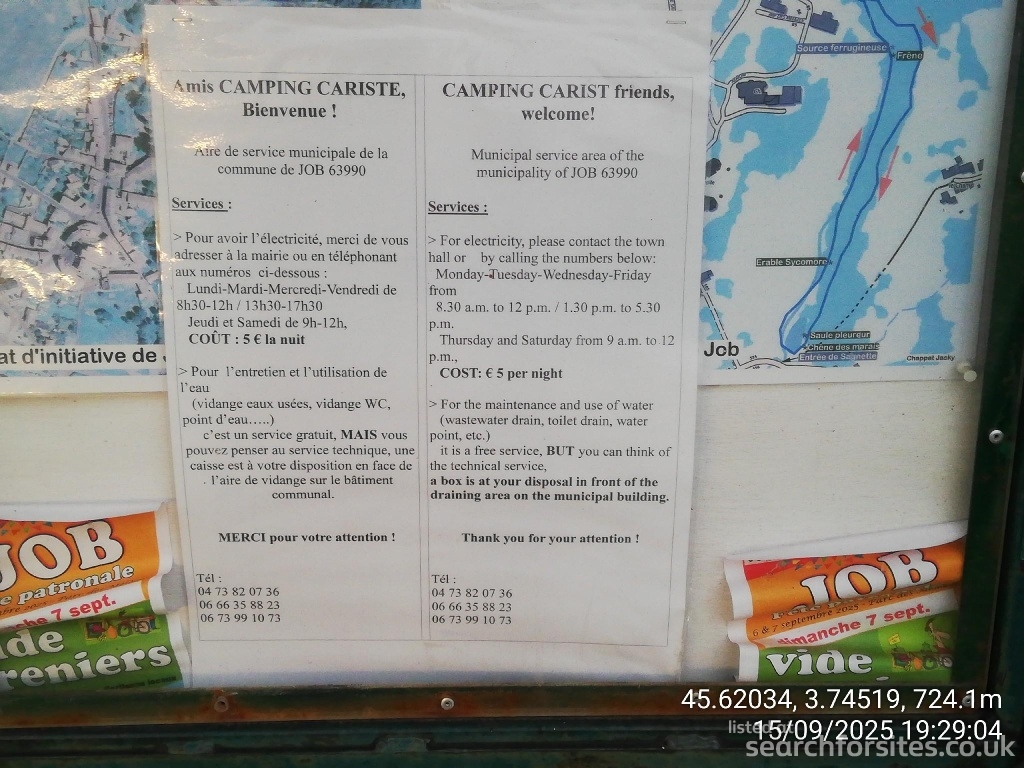 Amis CAMPING CARISTE,
Bienvenue !
Aire de service municipale de la
commune de JOB 63990
Services :
> Pour avoir l'électricité, merci de vous
adresser à la mairie ou en téléphonant
aux numéros ci-dessous :
Lundi-Mardi-Mercredi-Vendredi de
8h30-12h / 13h30-17h30
Jeudi et Samedi de 9h-12h,
COÛT : 5 € la nuit
> Pour l'entretien et l'utilisation de
l'eau
(vidange eaux usées, vidange WC,
point d'eau…..)
c'est un service gratuit, MAIS vous
pouvez penser au service technique, une
caisse est à votre disposition en face de
l'aire de vidange sur le bâtiment
communal.
MERCI pour votre attention !
Tél :
04 73 82 07 36
06 66 35 88 23
06 73 99 10 73
CAMPING CARIST friends,
welcome!
Municipal service area of the
municipality of JOB 63990
Services :
> For electricity, please contact the town
hall or by calling the numbers below:
Monday-Tuesday-Wednesday-Friday
from
8.30 a.m. to 12 p.m. / 1.30 p.m. to 5.30
p.m.
Thursday and Saturday from 9 a.m. to 12
p.m.,
COST: € 5 per night
> For the maintenance and use of water
(wastewater drain, toilet drain, water
point, etc.)
it is a free service, BUT you can think of
the technical service,
a box is at your disposal in front of the
draining area on the municipal building.
Thank you for your attention !
Tél :
04 73 82 07 36
06 66 35 88 23
06 73 99 10 73
Source ferrugineuse
Frêne
Erable Sycomore
Saule pleureur
Chêne des marais
Entrée de Saignette
Job
Chappat Jacky
at d'initiative de
JOB
e patronale
che 7 sept.
ide
reniers
JOB
6 & 7 septembre 2025
dimanche 7 sept.
vide
45.62034, 3.74519, 724.1m
15/09/2025 19:29:04
listed at
searchforsites.co.uk